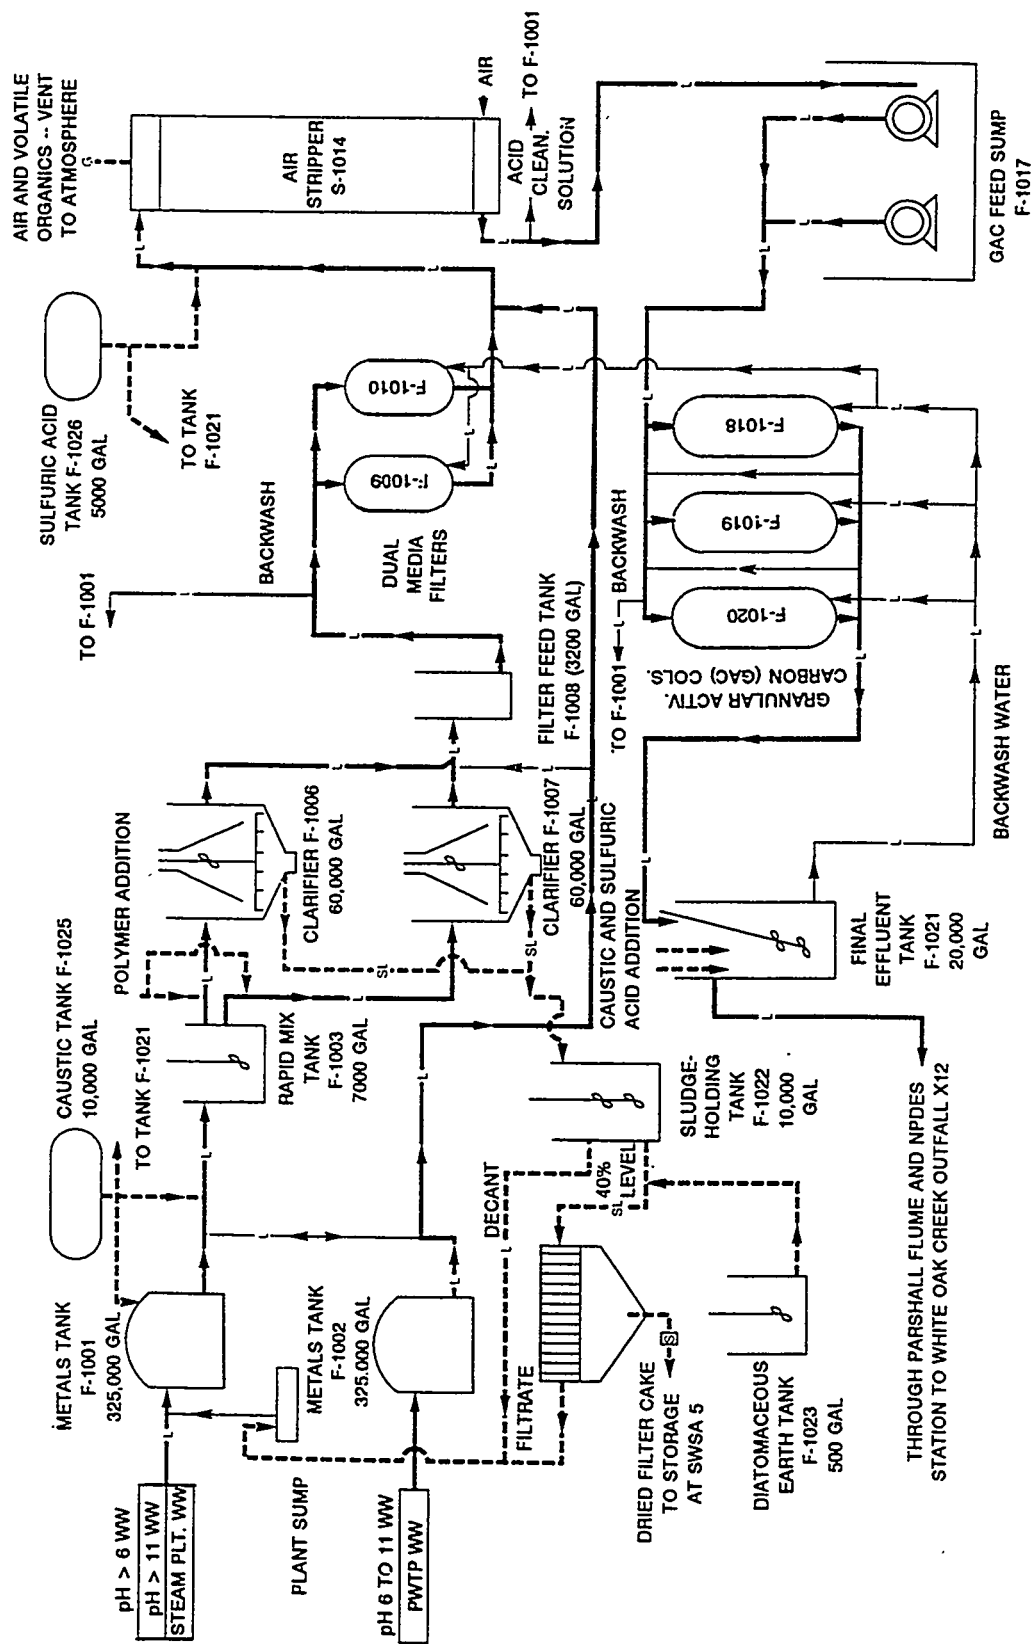 pH > 6 WW
pH > 11 WW
STEAM PLT. WW
PLANT SUMP
pH 6 TO 11 WW
PWTP WW
METALS TANK
F-1001
325,000 GAL
METALS TANK
F-1002
325.000 GAL
CAUSTIC TANK F-1025
10,000 GAL
TO TANK F-1021
RAPID MIX
TANK
F-1003
7000 GAL
POLYMER ADDITION
CLARIFIER F-1006
60,000 GAL
CLARIFIER F-1007
60,000 GAL
FILTER FEED TANK
F-1008 (3200 GAL)
TO F-1001
BACKWASH
DUAL
MEDIA
FILTERS
F-1009
F-1010
SULFURIC ACID
TANK F-1026
5000 GAL
TO TANK
F-1021
AIR AND VOLATILE
ORGANICS -- VENT
TO ATMOSPHERE
G
AIR
STRIPPER
S-1014
AIR
ACID
CLEAN.
SOLUTION
TO F-1001
GAC FEED SUMP
F-1017
F-1018
F-1019
F-1020
GRANULAR ACTIV.
CARBON (GAC) COLS.
TO F-1001
BACKWASH
BACKWASH WATER
CAUSTIC AND SULFURIC
ACID ADDITION
FINAL
EFFLUENT
TANK
F-1021
20,000
GAL
SLUDGE-
HOLDING
TANK
F-1022
10,000
GAL
DECANT
40%
LEVEL
SL
L
FILTRATE
S
DRIED FILTER CAKE
TO STORAGE
AT SWSA 5
DIATOMACEOUS
EARTH TANK
F-1023
500 GAL
THROUGH PARSHALL FLUME AND NPDES
STATION TO WHITE OAK CREEK OUTFALL X12